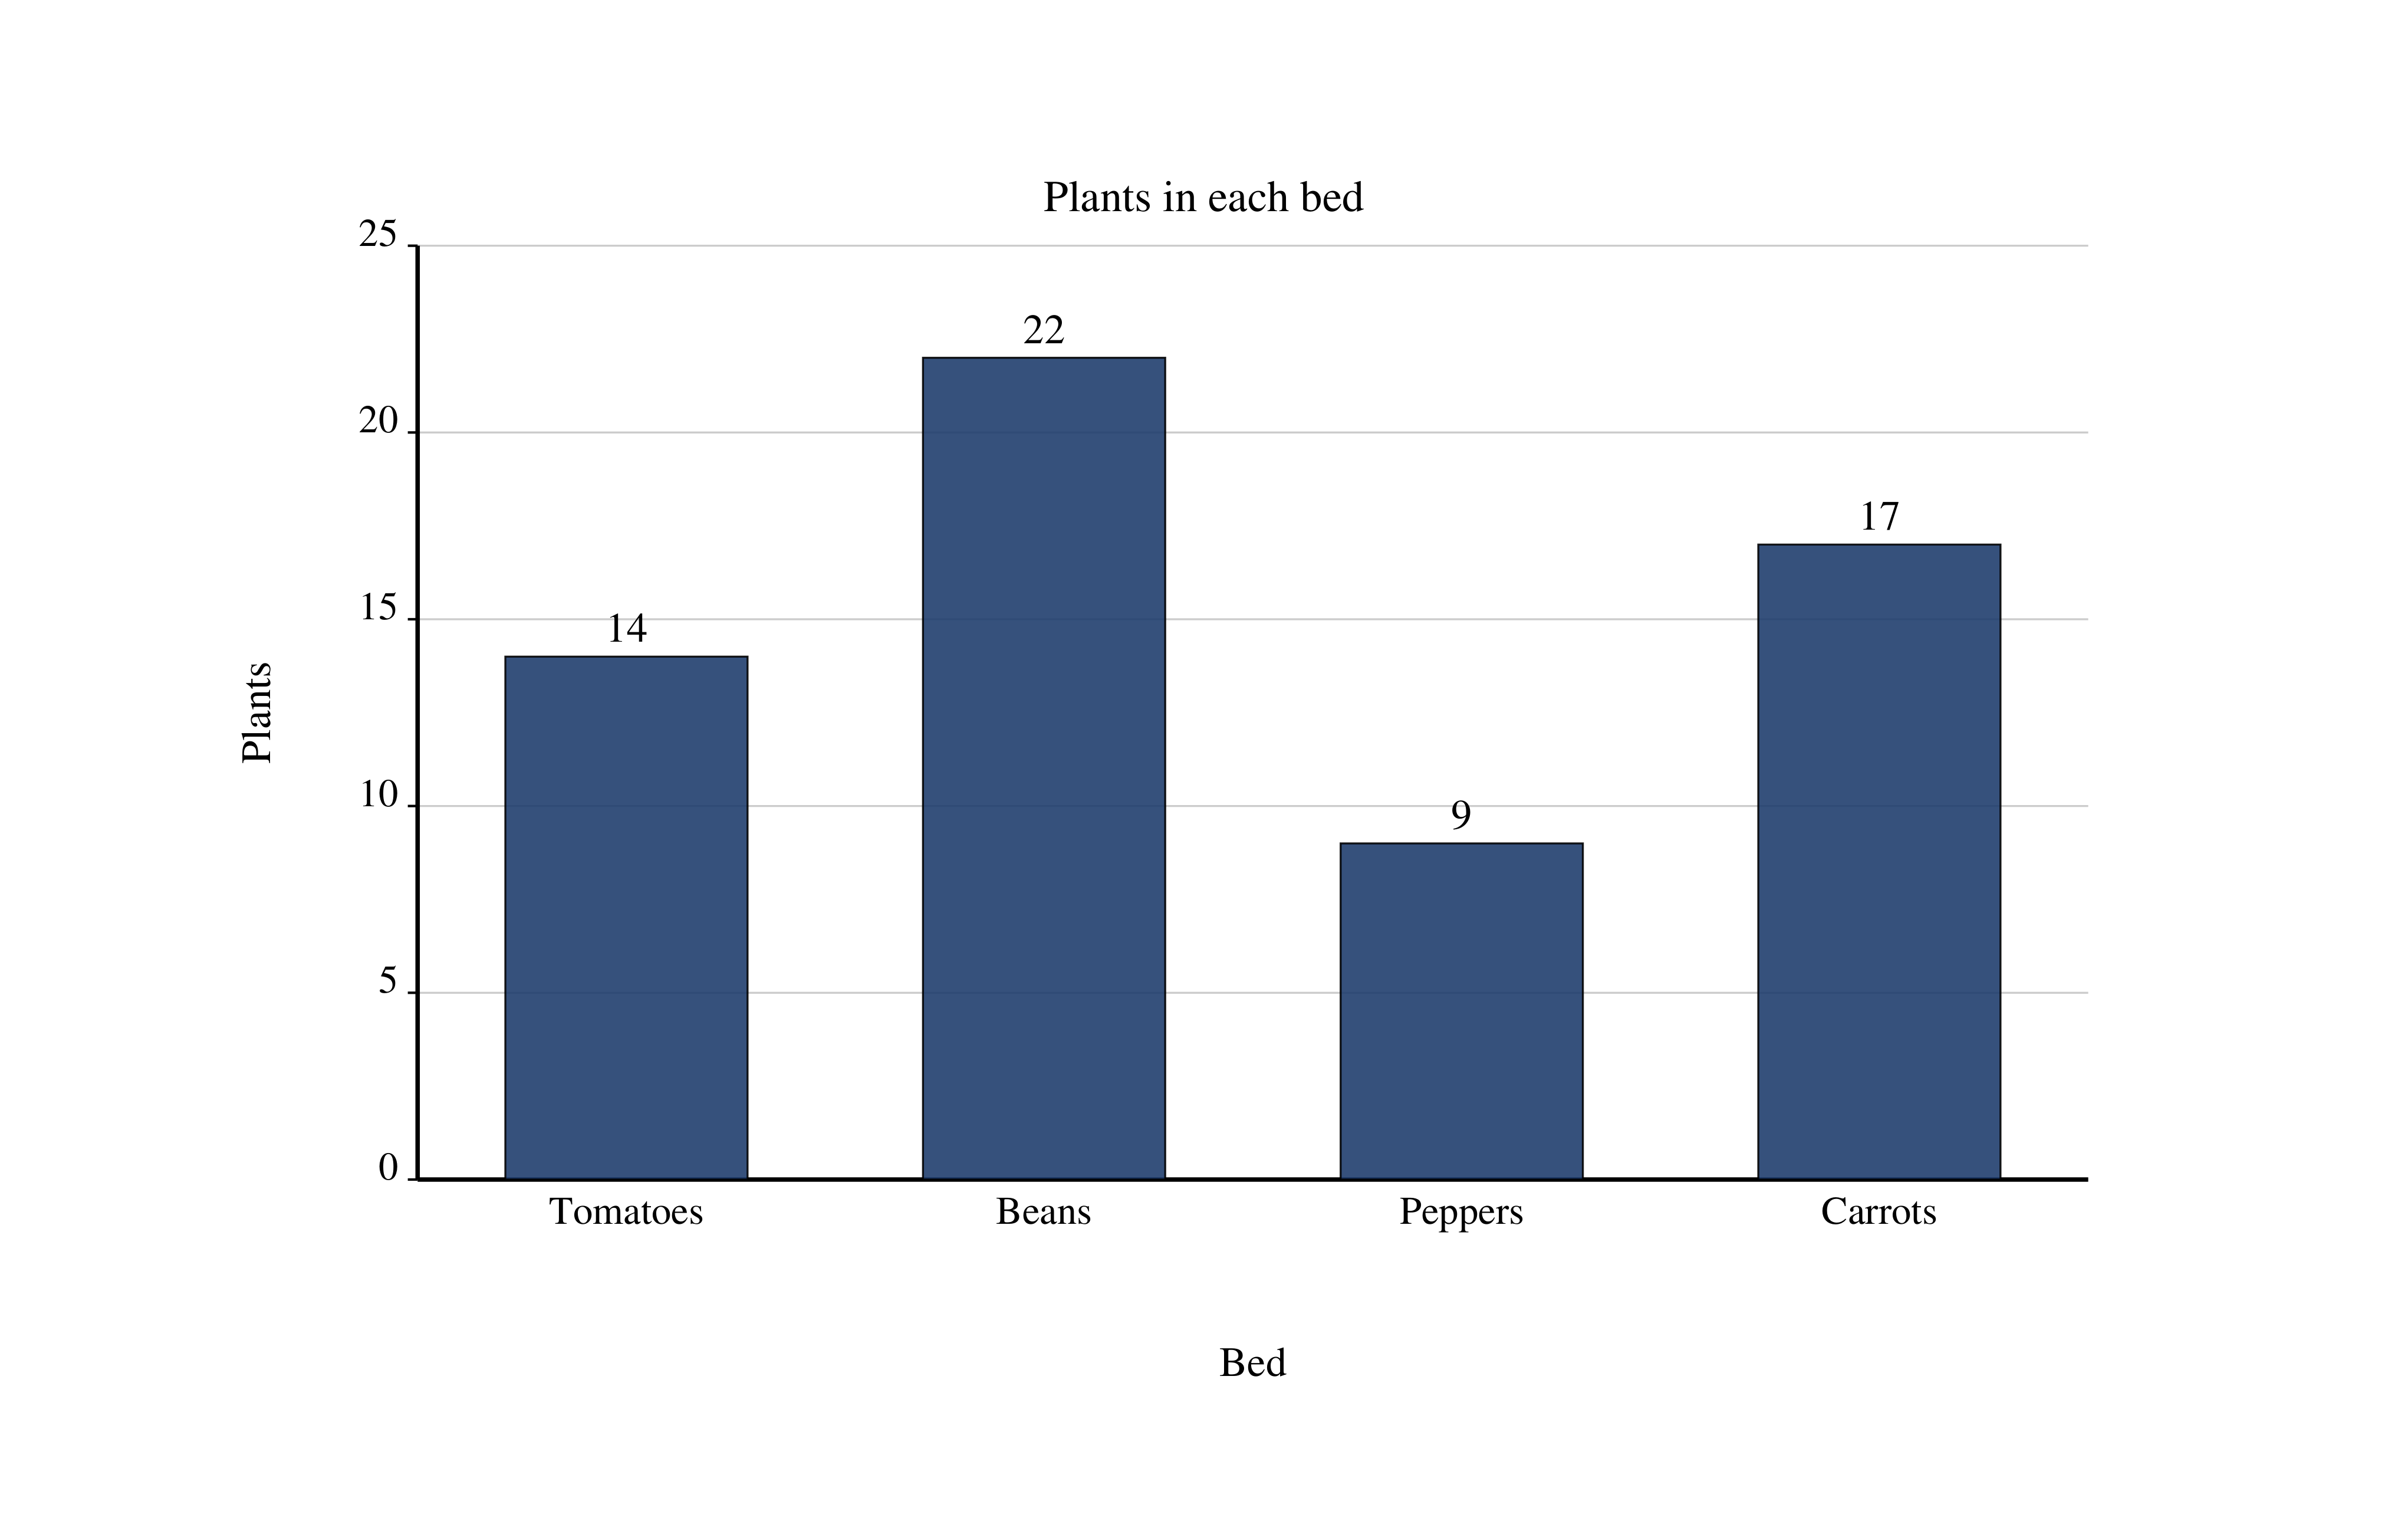 Plants in each bed
25
20
15
10
5
0
Plants
14
22
9
17
Tomatoes Beans Peppers Carrots
Bed